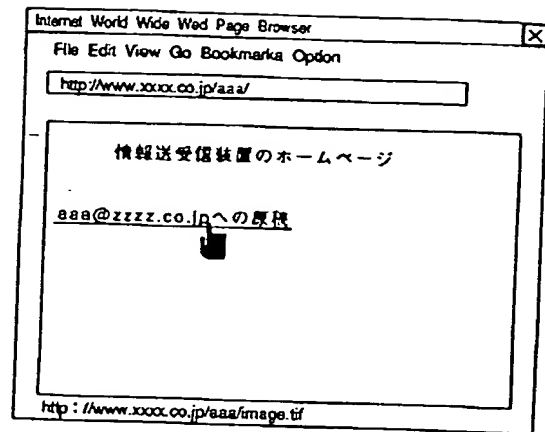 Internet World Wide Wed Page Browser
File Edit View Go Bookmarka Option
http://www.xxxx.co.jp/aaa/
情報送受信装置のホームページ
aaa@zzzz.co.jpへの原稿
http://www.xxxx.co.jp/aaa/image.tif